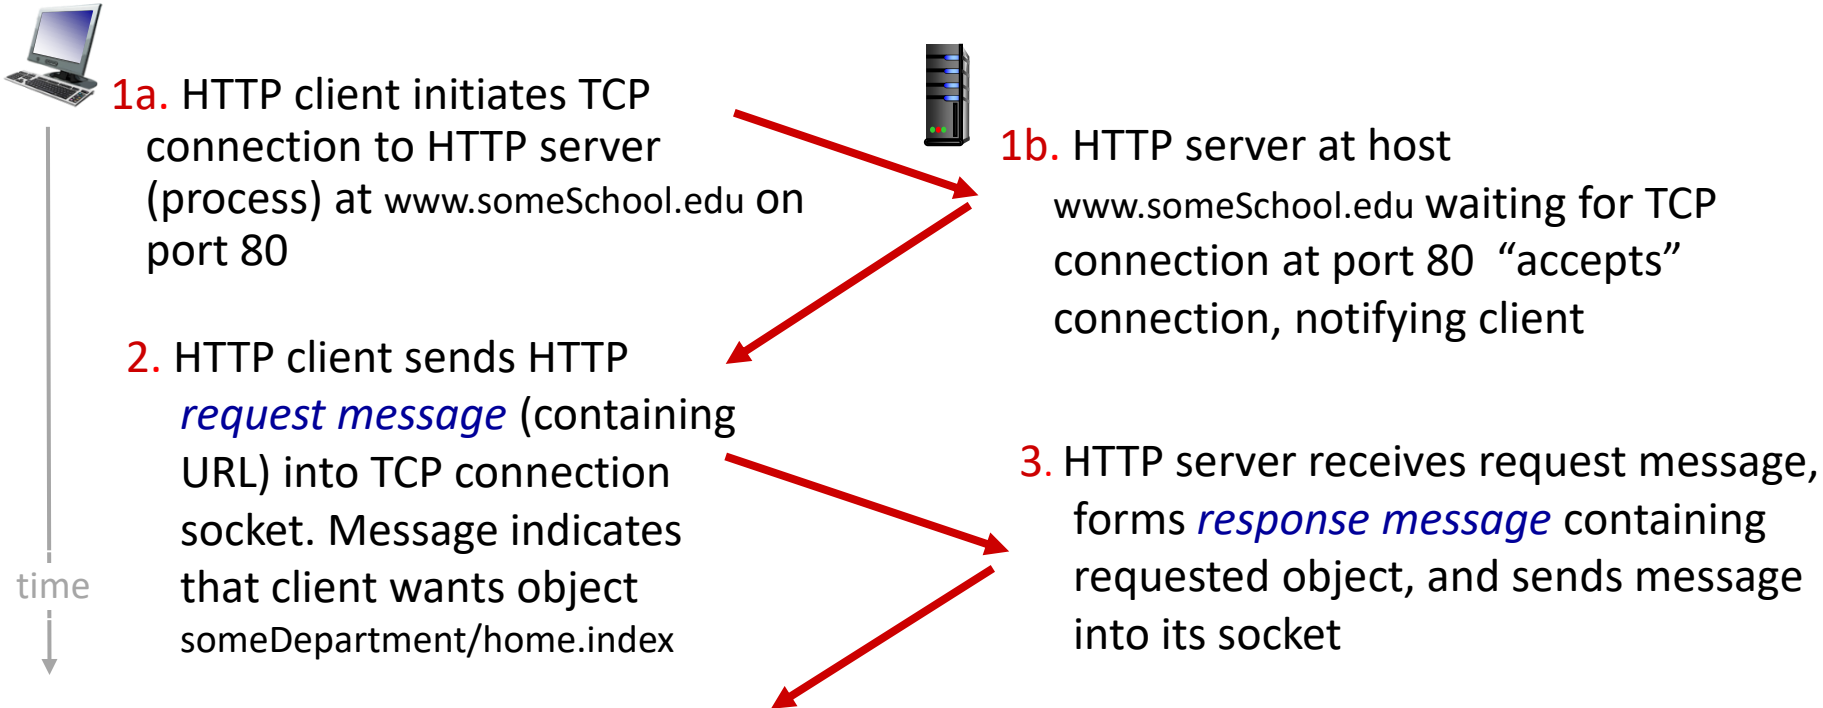 1a. HTTP client initiates TCP
connection to HTTP server
(process) at www.someSchool.edu on
port 80
1b. HTTP server at host
www.someSchool.edu waiting for TCP
connection at port 80 “accepts”
connection, notifying client
2. HTTP client sends HTTP
request message (containing
URL) into TCP connection
socket. Message indicates
that client wants object
someDepartment/home.index
3. HTTP server receives request message,
forms response message containing
requested object, and sends message
into its socket
time